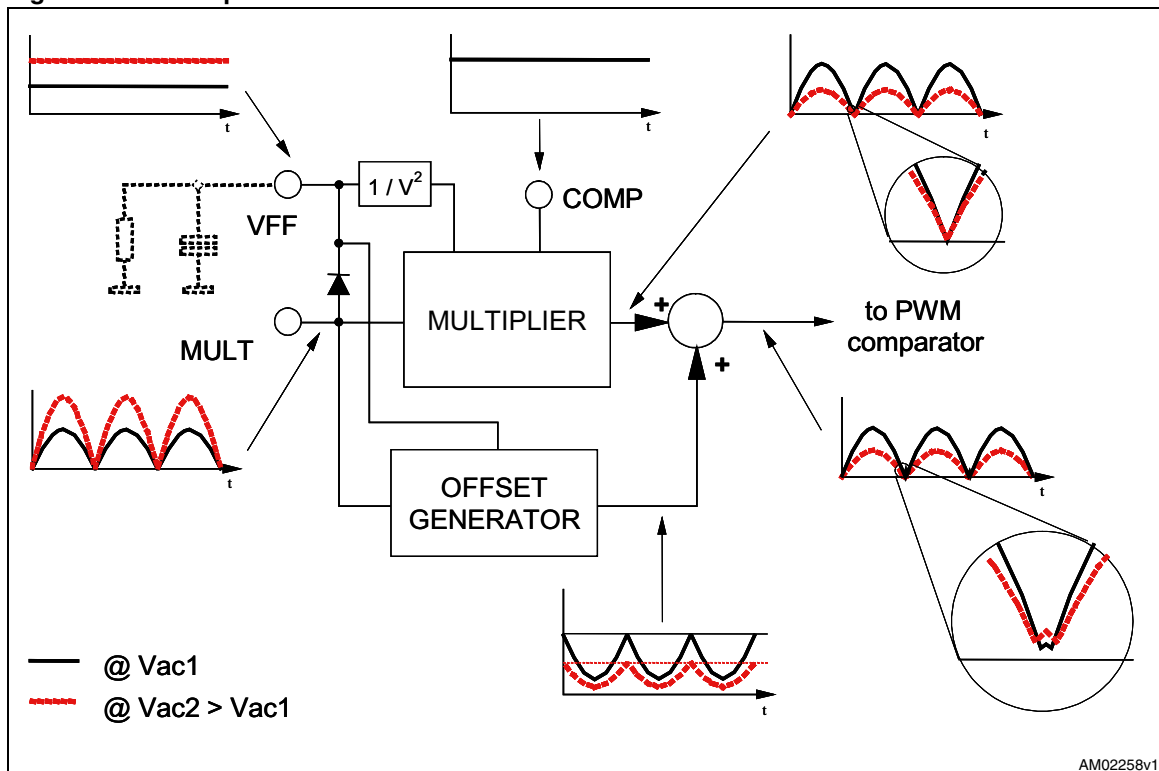 t
t
1 / V²
COMP
VFF
MULTIPLIER
+
+
to PWM
comparator
MULT
t
t
t
OFFSET
GENERATOR
t
@ Vac1
@ Vac2 > Vac1
AM02258v1